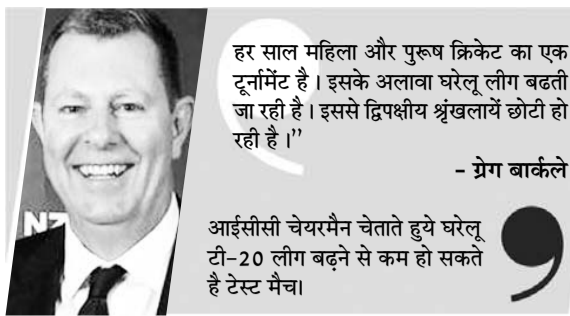 हर साल महिला और पुरूष क्रिकेट का एक
टूर्नामेंट है। इसके अलावा घरेलू लीग बढती
जा रही है। इससे द्विपक्षीय श्रृंखलायें छोटी हो
रही है।”
- ग्रेग बार्कले
NZ
आईसीसी चेयरमैन चेताते हुये घरेलू
टी-20 लीग बढ़ने से कम हो सकते
है टेस्ट मैच।